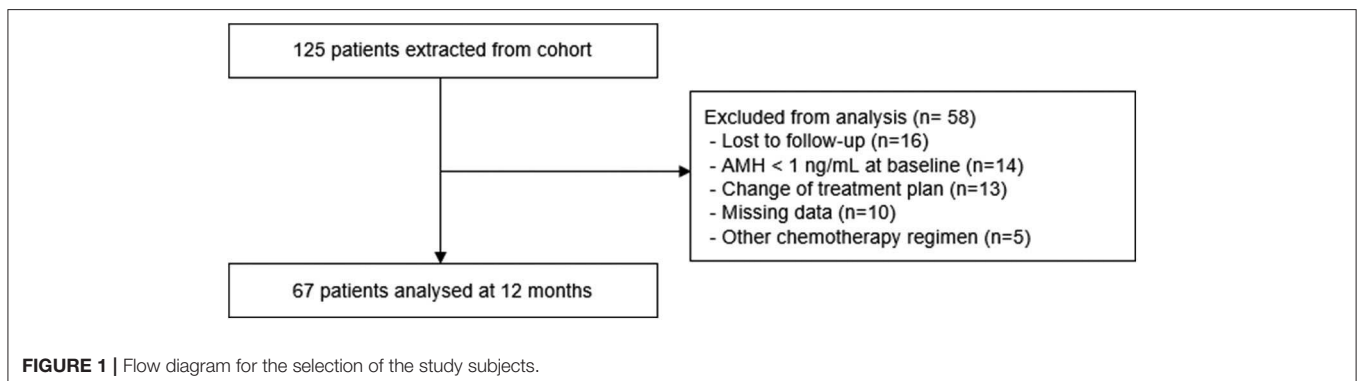 125 patients extracted from cohort
Excluded from analysis (n= 58)
- Lost to follow-up (n=16)
- AMH < 1 ng/mL at baseline (n=14)
- Change of treatment plan (n=13)
- Missing data (n=10)
- Other chemotherapy regimen (n=5)
67 patients analysed at 12 months
FIGURE 1 | Flow diagram for the selection of the study subjects.